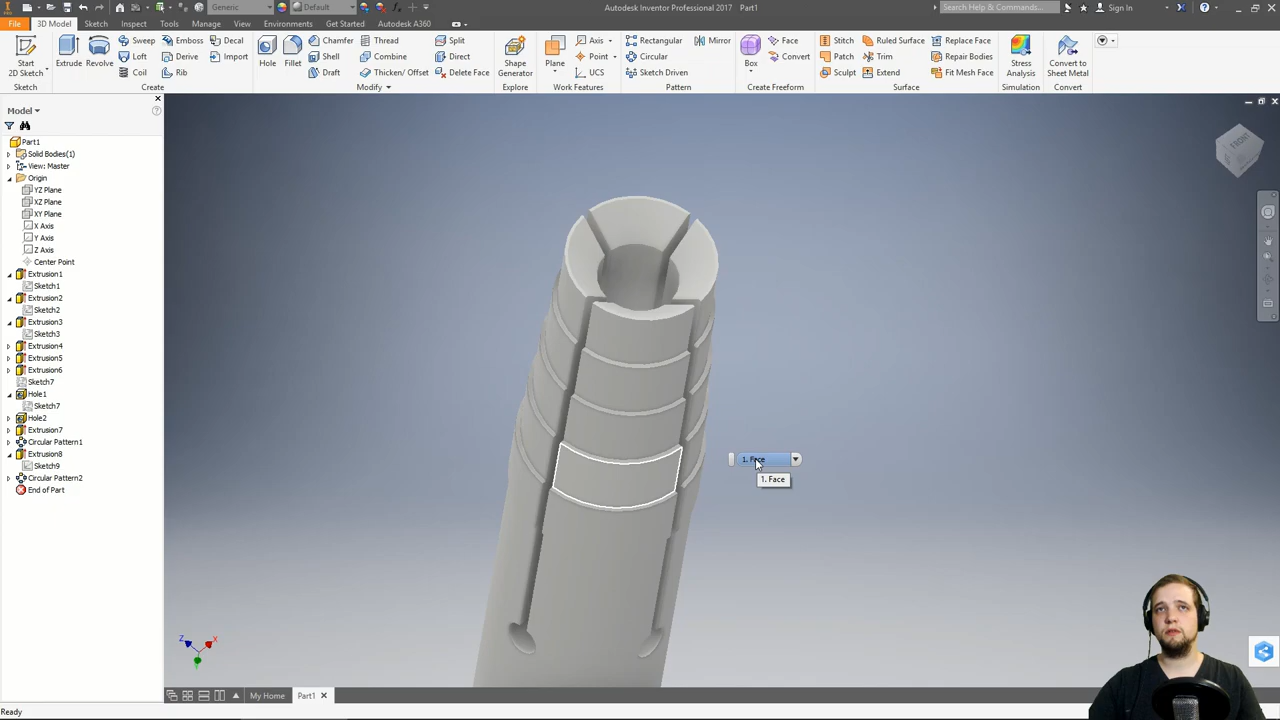 Generic
Default
Autodesk Inventor Professional 2017 Part1
Search Help & Commands...
Sign In
File
3D Model
Sketch
Inspect
Tools
Manage
View
Environments
Get Started
Autodesk A360
Start
2D Sketch
Extrude
Revolve
Sweep
Emboss
Decal
Loft
Derive
Import
Coil
Rib
Create
Hole
Fillet
Chamfer
Thread
Split
Shell
Combine
Direct
Draft
Thicken/ Offset
Delete Face
Modify
Shape
Generator
Explore
Plane
Axis
Point
UCS
Work Features
Rectangular
Mirror
Circular
Sketch Driven
Pattern
Box
Face
Convert
Create Freeform
Stitch
Ruled Surface
Replace Face
Patch
Trim
Repair Bodies
Sculpt
Extend
Fit Mesh Face
Surface
Stress
Analysis
Simulation
Convert to
Sheet Metal
Convert
Model
Part1
Solid Bodies(1)
View: Master
Origin
YZ Plane
XZ Plane
XY Plane
X Axis
Y Axis
Z Axis
Center Point
Extrusion1
Sketch1
Extrusion2
Sketch2
Extrusion3
Sketch3
Extrusion4
Extrusion5
Extrusion6
Sketch7
Hole1
Sketch7
Hole2
Extrusion7
Circular Pattern1
Extrusion8
Sketch9
Circular Pattern2
End of Part
FRONT
1. Face
1. Face
Z
X
My Home
Part1
Ready